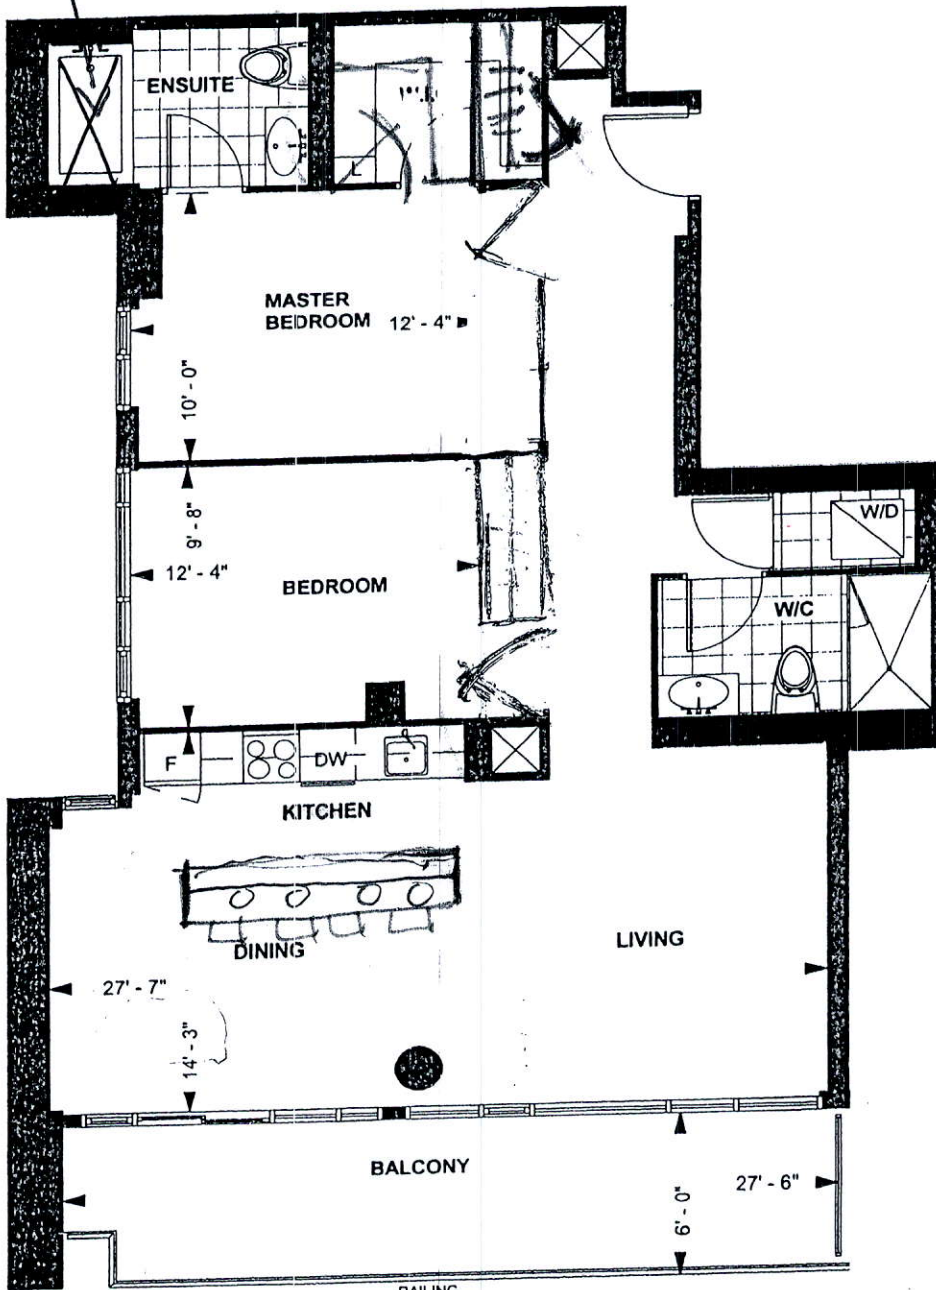 ENSUITE
L
MASTER
BEDROOM
12' - 4"
10' - 0"
9' - 8"
12' - 4"
BEDROOM
W/D
W/C
F
DW
KITCHEN
DINING
LIVING
27' - 7"
14' - 3"
BALCONY
6' - 0"
27' - 6"
RAILING